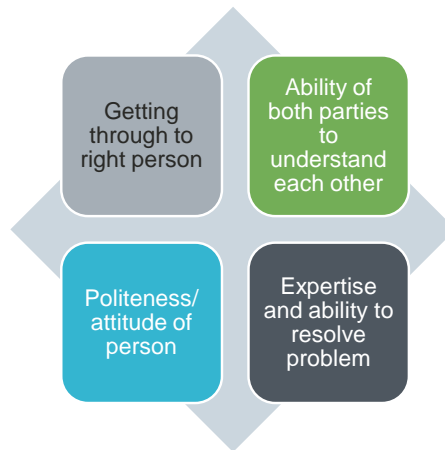 Getting
through to
right person
Ability of
both parties
to
understand
each other
Politeness/
attitude of
person
Expertise
and ability to
resolve
problem